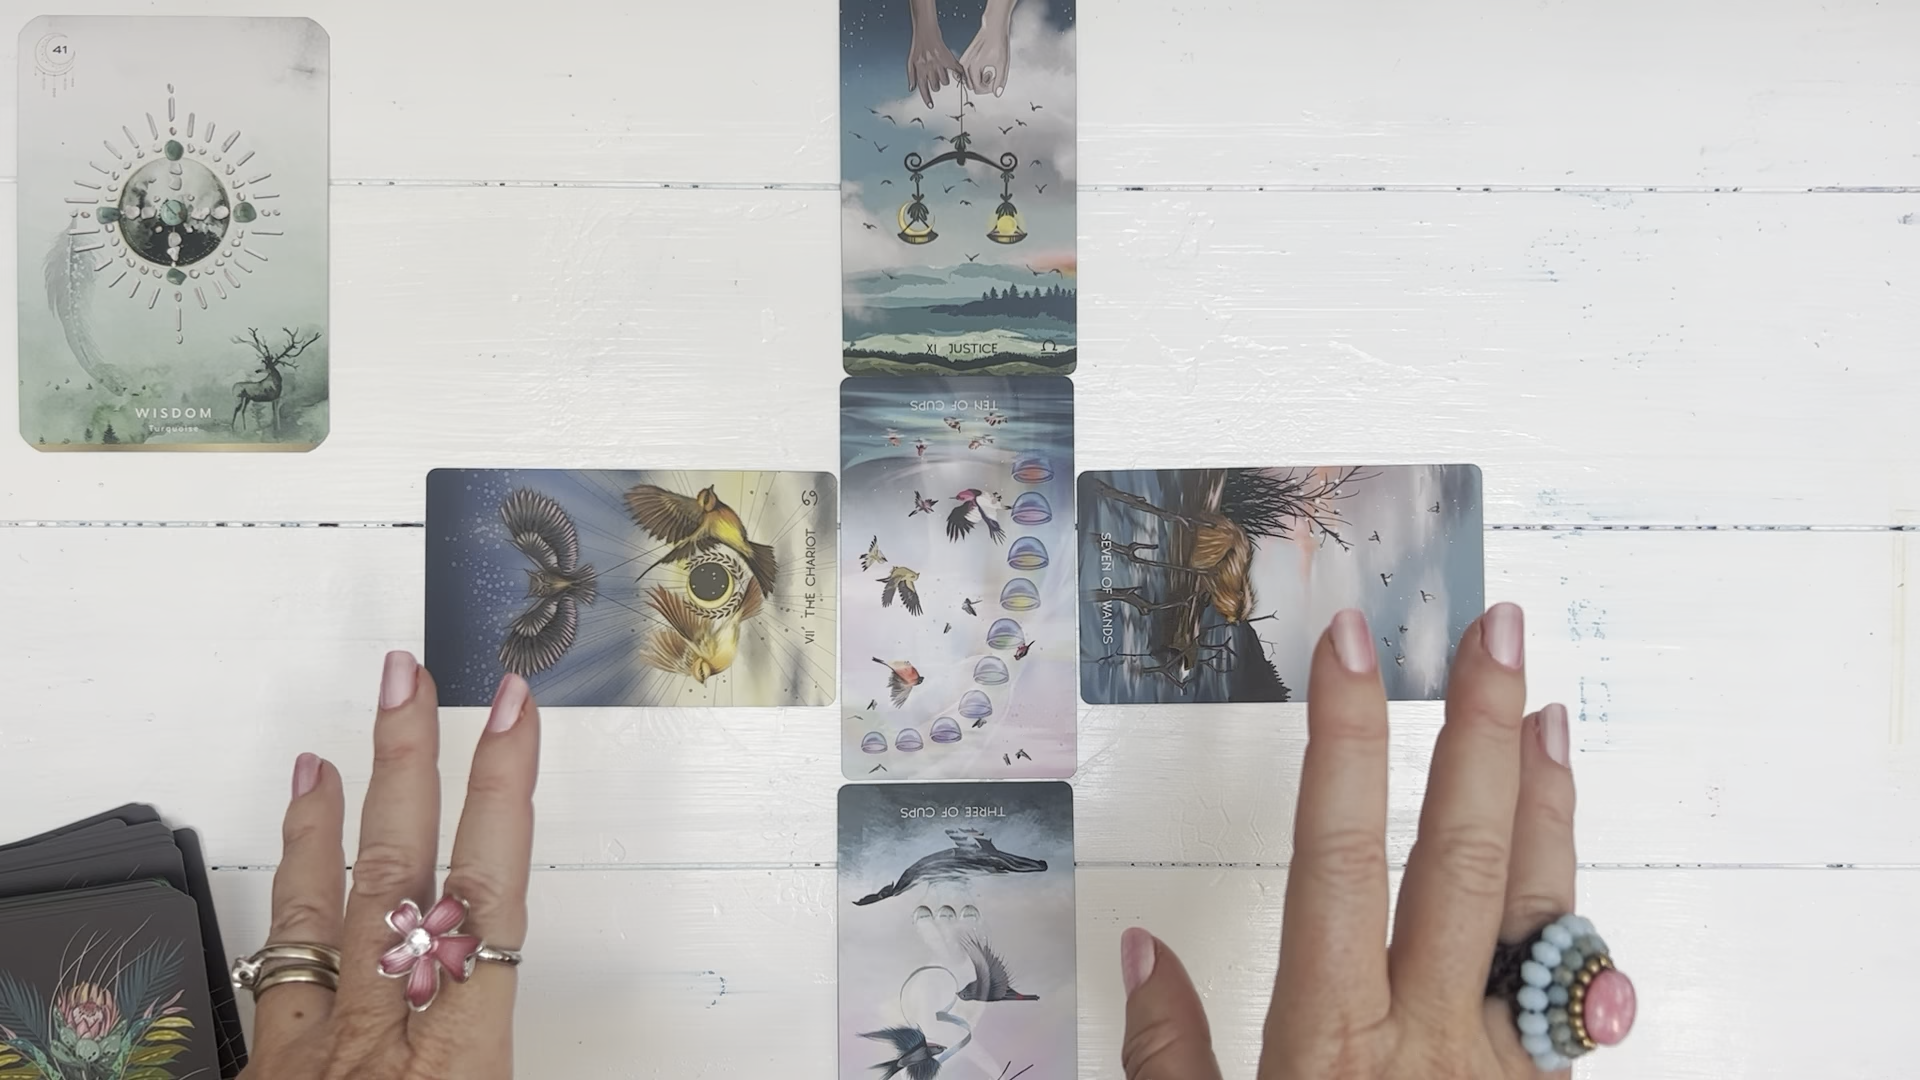 41
WISDOM
Turquoise
XI JUSTICE
TEN OF CUPS
VII THE CHARIOT
SEVEN OF WANDS
THREE OF CUPS